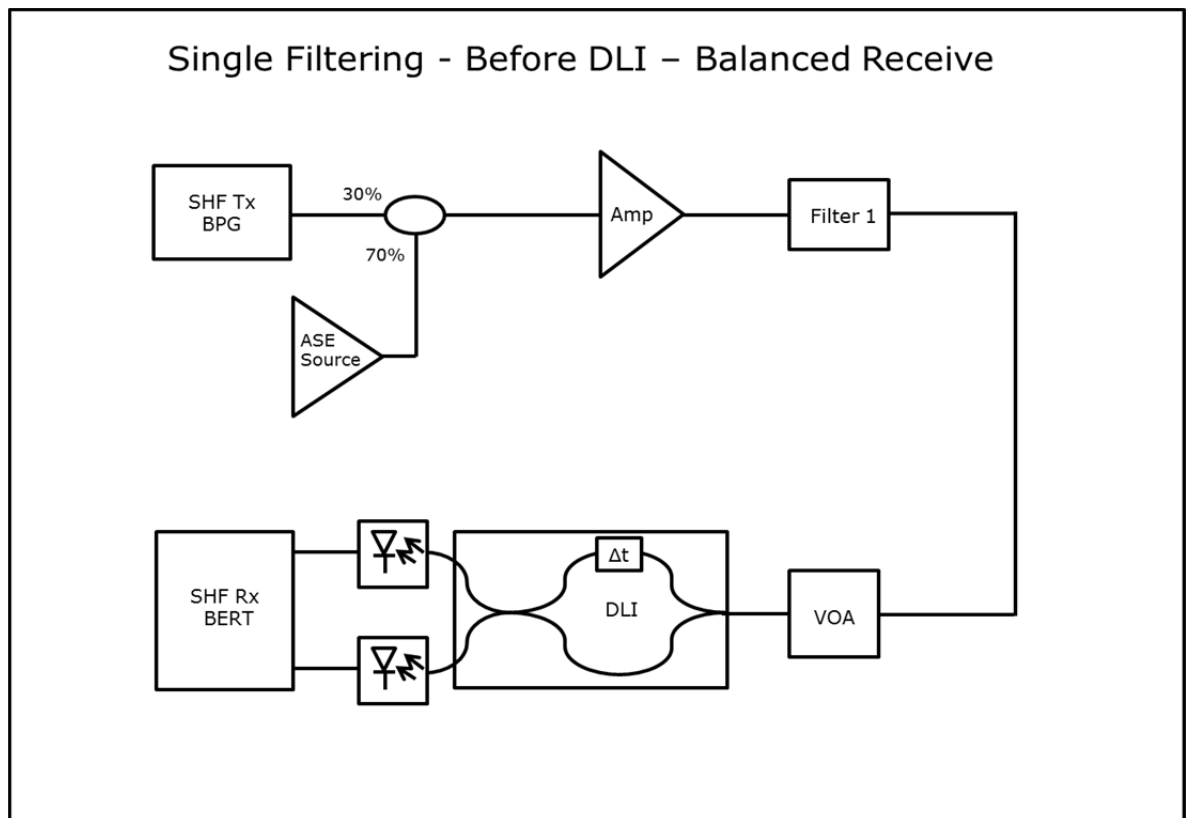 Single Filtering - Before DLI – Balanced Receive
SHF Tx
BPG
30%
70%
Amp
Filter 1
ASE
Source
SHF Rx
BERT
Δt
DLI
VOA